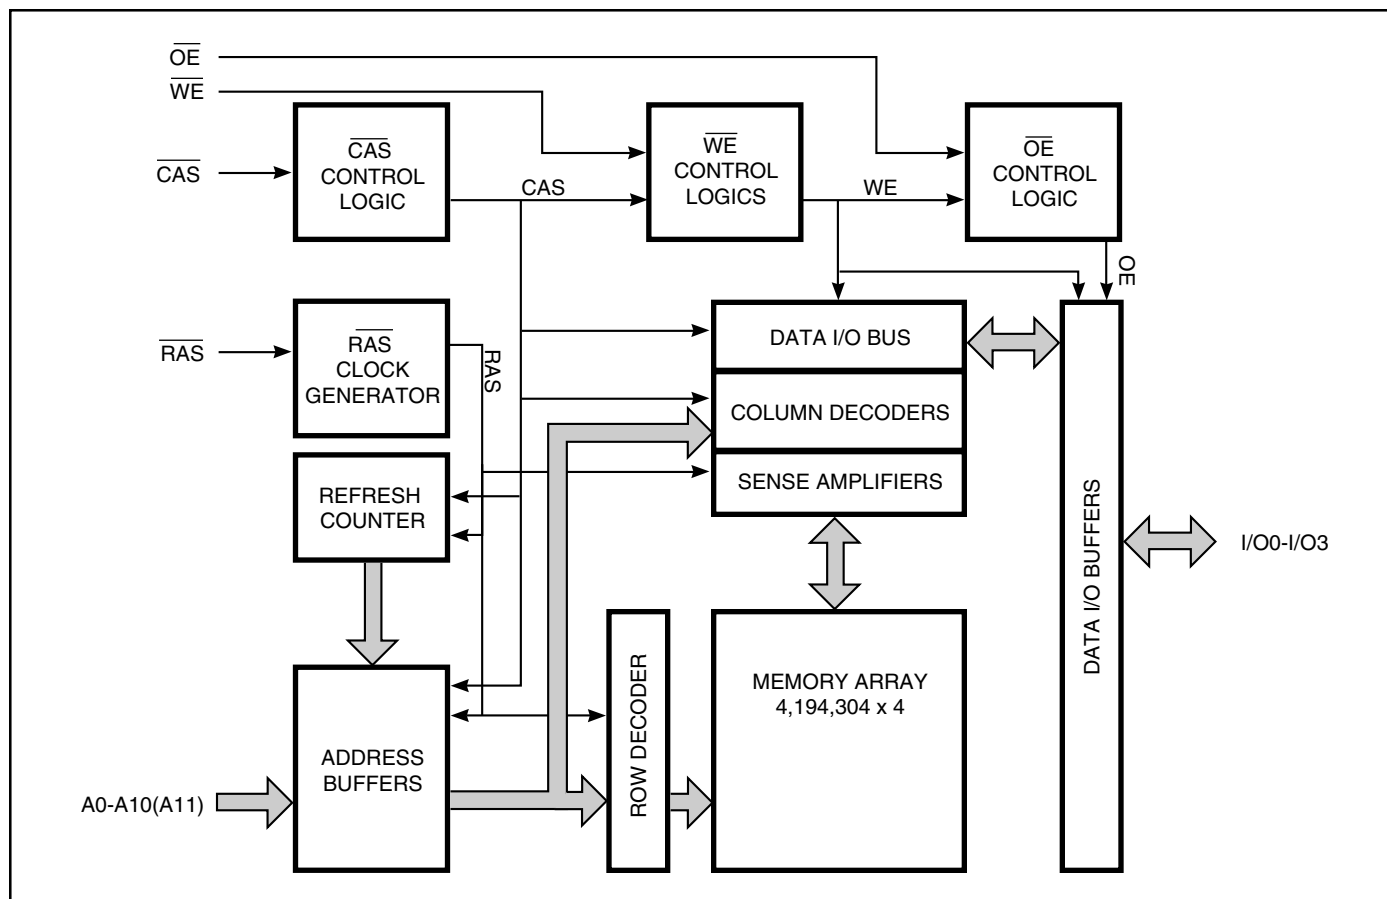 OE
WE
CAS
CAS
CONTROL
LOGIC
CAS
WE
CONTROL
LOGICS
WE
OE
CONTROL
LOGIC
OE
RAS
RAS
CLOCK
GENERATOR
RAS
DATA I/O BUS
COLUMN DECODERS
SENSE AMPLIFIERS
REFRESH
COUNTER
DATA I/O BUFFERS
I/O0-I/O3
MEMORY ARRAY
4,194,304 x 4
ROW DECODER
ADDRESS
BUFFERS
A0-A10(A11)